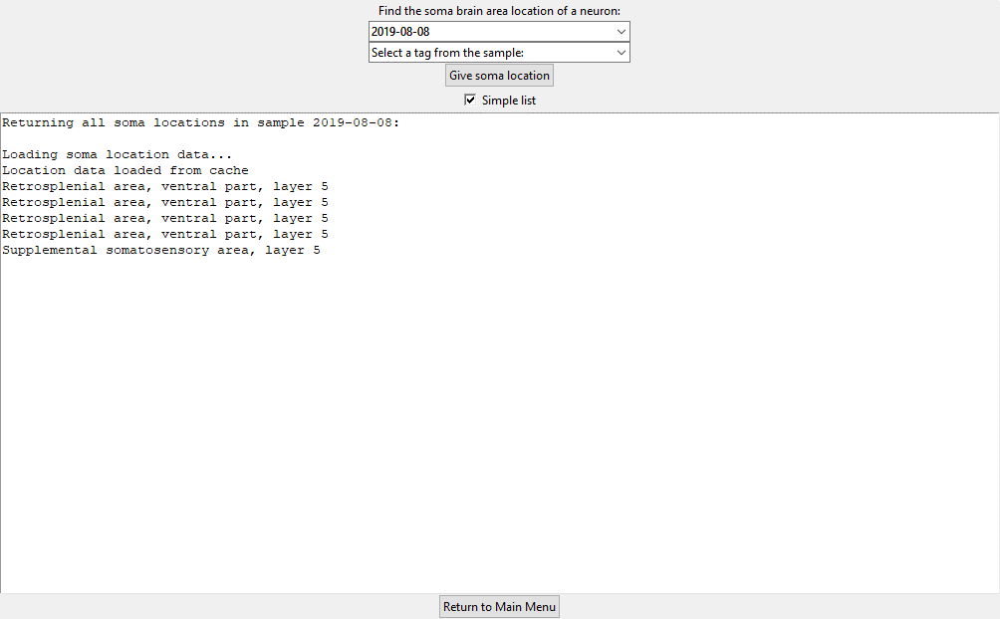 Find the soma brain area location of a neuron:
2019-08-08
Select a tag from the sample:
Give soma location
Simple list
Returning all soma locations in sample 2019-08-08:
Loading soma location data...
Location data loaded from cache
Retrosplenial area, ventral part, layer 5
Retrosplenial area, ventral part, layer 5
Retrosplenial area, ventral part, layer 5
Retrosplenial area, ventral part, layer 5
Supplemental somatosensory area, layer 5
Return to Main Menu